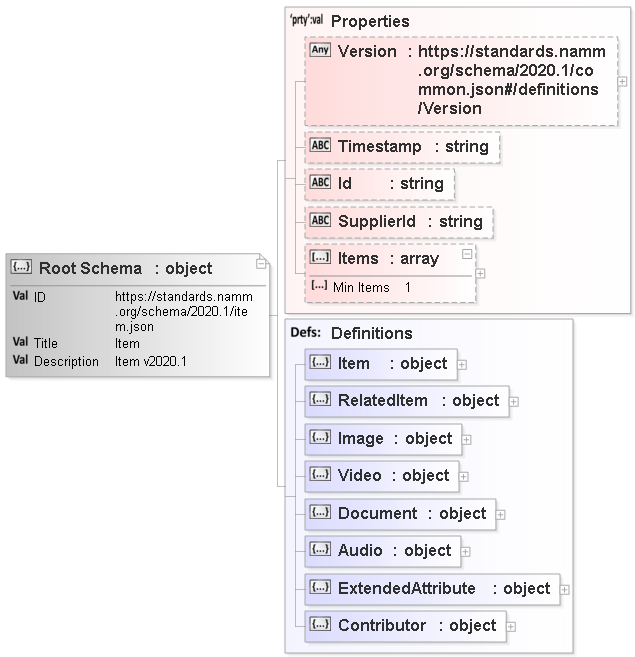 'prty':val Properties
Any Version : https://standards.namm
.org/schema/2020.1/co
mmon.json#/definitions
/Version
ABC Timestamp : string
ABC Id : string
ABC SupplierId : string
[...] Items : array
[...] Min Items 1
{...} Root Schema : object
Val ID https://standards.namm
.org/schema/2020.1/ite
m.json
Val Title Item
Val Description Item v2020.1
Defs: Definitions
{...} Item : object
{...} RelatedItem : object
{...} Image : object
{...} Video : object
{...} Document : object
{...} Audio : object
{...} ExtendedAttribute : object
{...} Contributor : object